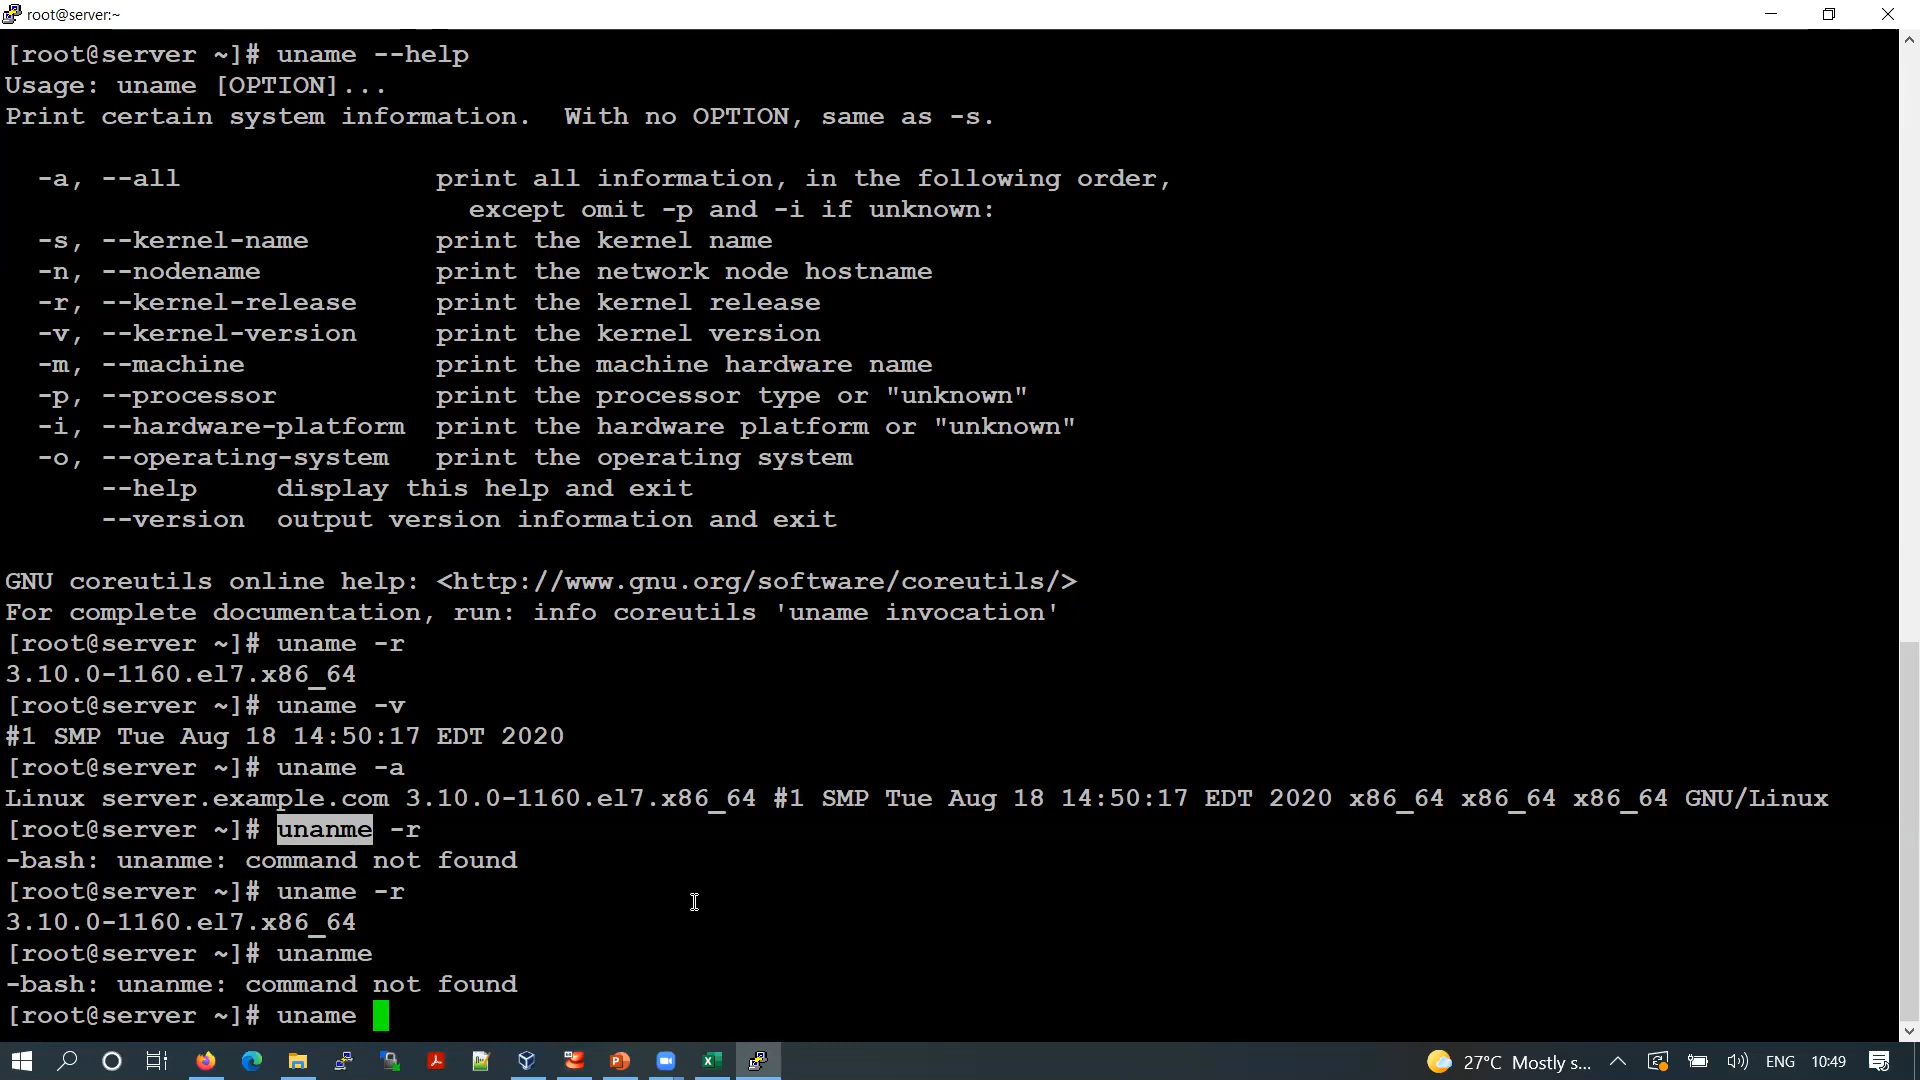 root@server:~
[root@server ~]# uname --help
Usage: uname [OPTION]...
Print certain system information.  With no OPTION, same as -s.
  -a, --all                print all information, in the following order,
                             except omit -p and -i if unknown:
  -s, --kernel-name        print the kernel name
  -n, --nodename           print the network node hostname
  -r, --kernel-release     print the kernel release
  -v, --kernel-version     print the kernel version
  -m, --machine            print the machine hardware name
  -p, --processor          print the processor type or "unknown"
  -i, --hardware-platform  print the hardware platform or "unknown"
  -o, --operating-system   print the operating system
      --help     display this help and exit
      --version  output version information and exit
GNU coreutils online help: <http://www.gnu.org/software/coreutils/>
For complete documentation, run: info coreutils 'uname invocation'
[root@server ~]# uname -r
3.10.0-1160.el7.x86_64
[root@server ~]# uname -v
#1 SMP Tue Aug 18 14:50:17 EDT 2020
[root@server ~]# uname -a
Linux server.example.com 3.10.0-1160.el7.x86_64 #1 SMP Tue Aug 18 14:50:17 EDT 2020 x86_64 x86_64 x86_64 GNU/Linux
[root@server ~]# unanme -r
-bash: unanme: command not found
[root@server ~]# uname -r
3.10.0-1160.el7.x86_64
[root@server ~]# unanme
-bash: unanme: command not found
[root@server ~]# uname
27°C Mostly s... ENG 10:49